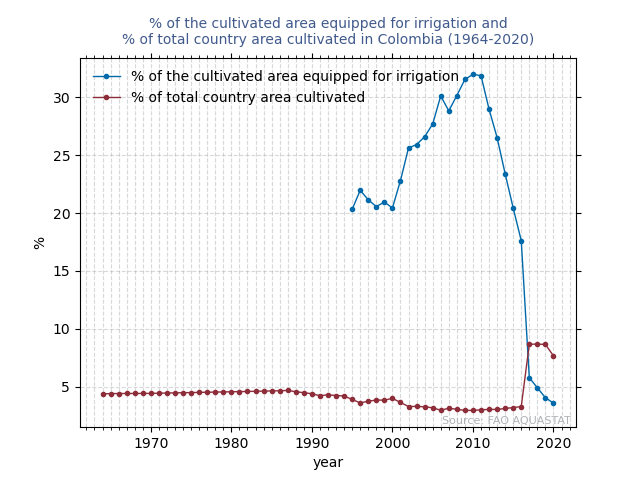 % of the cultivated area equipped for irrigation and
% of total country area cultivated in Colombia (1964-2020)
% of the cultivated area equipped for irrigation
% of total country area cultivated
30
25
20
15
10
5
%
Source: FAO AQUASTAT
1970 1980 1990 2000 2010 2020
year